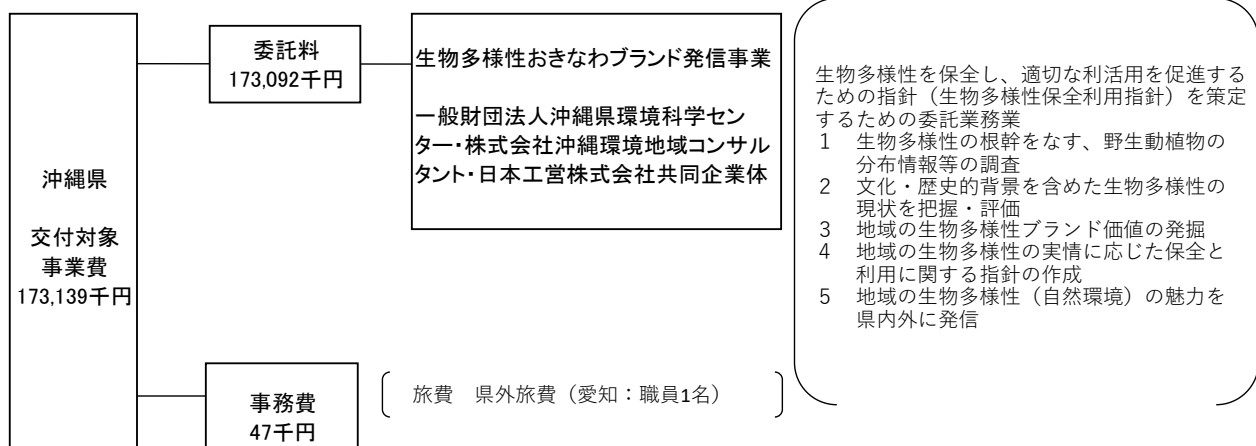 沖縄県
交付対象
事業費
173,139千円
委託料
173,092千円
生物多様性おきなわブランド発信事業
一般財団法人沖縄県環境科学セン
ター・株式会社沖縄環境地域コンサル
タント・日本工営株式会社共同企業体
生物多様性を保全し、適切な利活用を促進する
ための指針（生物多様性保全利用指針）を策定
するための委託業務業
1　生物多様性の根幹をなす、野生動植物の
分布情報等の調査
2　文化・歴史的背景を含めた生物多様性の
現状を把握・評価
3　地域の生物多様性ブランド価値の発掘
4　地域の生物多様性の実情に応じた保全と
利用に関する指針の作成
5　地域の生物多様性（自然環境）の魅力を
県内外に発信
事務費
47千円
旅費　県外旅費（愛知：職員1名）